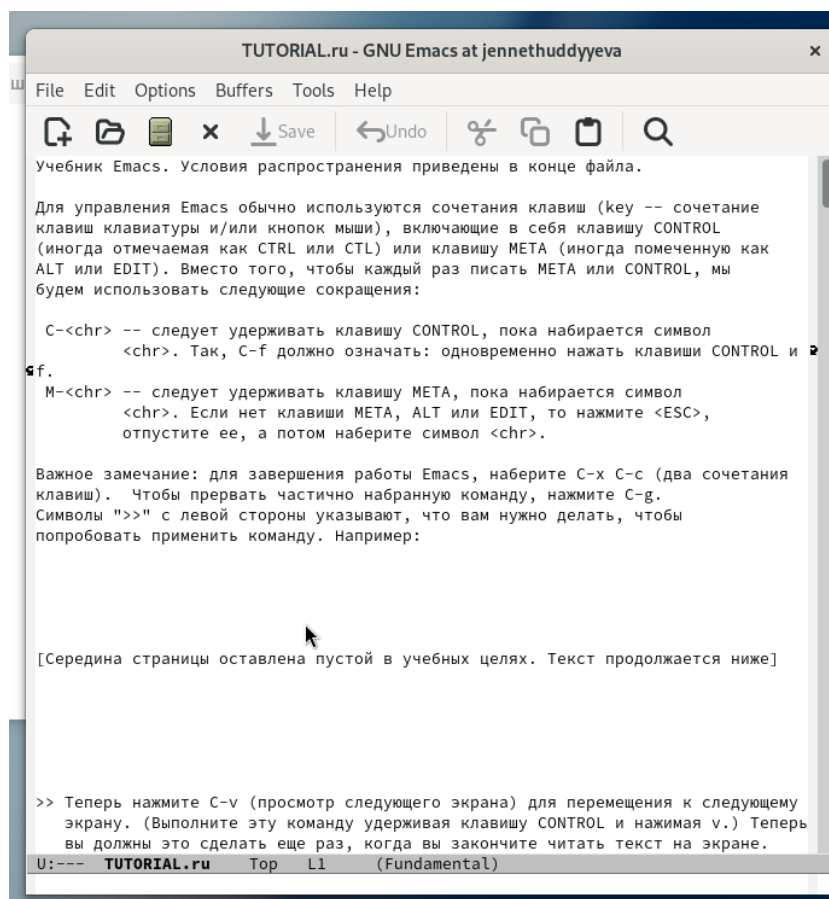 TUTORIAL.ru - GNU Emacs at jennethuddyyeva
ш
File Edit Options Buffers Tools Help
Save Undo
Учебник Emacs. Условия распространения приведены в конце файла.
Для управления Emacs обычно используются сочетания клавиш (key -- сочетание
клавиш клавиатуры и/или кнопок мыши), включающие в себя клавишу CONTROL
(иногда отмечаемая как CTRL или CTL) или клавишу META (иногда помеченную как
ALT или EDIT). Вместо того, чтобы каждый раз писать META или CONTROL, мы
будем использовать следующие сокращения:
C-<chr> -- следует удерживать клавишу CONTROL, пока набирается символ
<chr>. Так, C-f должно означать: одновременно нажать клавиши CONTROL и
f.
M-<chr> -- следует удерживать клавишу META, пока набирается символ
<chr>. Если нет клавиши META, ALT или EDIT, то нажмите <ESC>,
отпустите ее, а потом наберите символ <chr>.
Важное замечание: для завершения работы Emacs, наберите C-x C-c (два сочетания
клавиш).  Чтобы прервать частично набранную команду, нажмите C-g.
Символы ">>" с левой стороны указывают, что вам нужно делать, чтобы
попробовать применить команду. Например:
[Середина страницы оставлена пустой в учебных целях. Текст продолжается ниже]
>> Теперь нажмите C-v (просмотр следующего экрана) для перемещения к следующему
экрану. (Выполните эту команду удерживая клавишу CONTROL и нажимая v.) Теперь
вы должны это сделать еще раз, когда вы закончите читать текст на экране.
U:--- TUTORIAL.ru Top L1 (Fundamental)